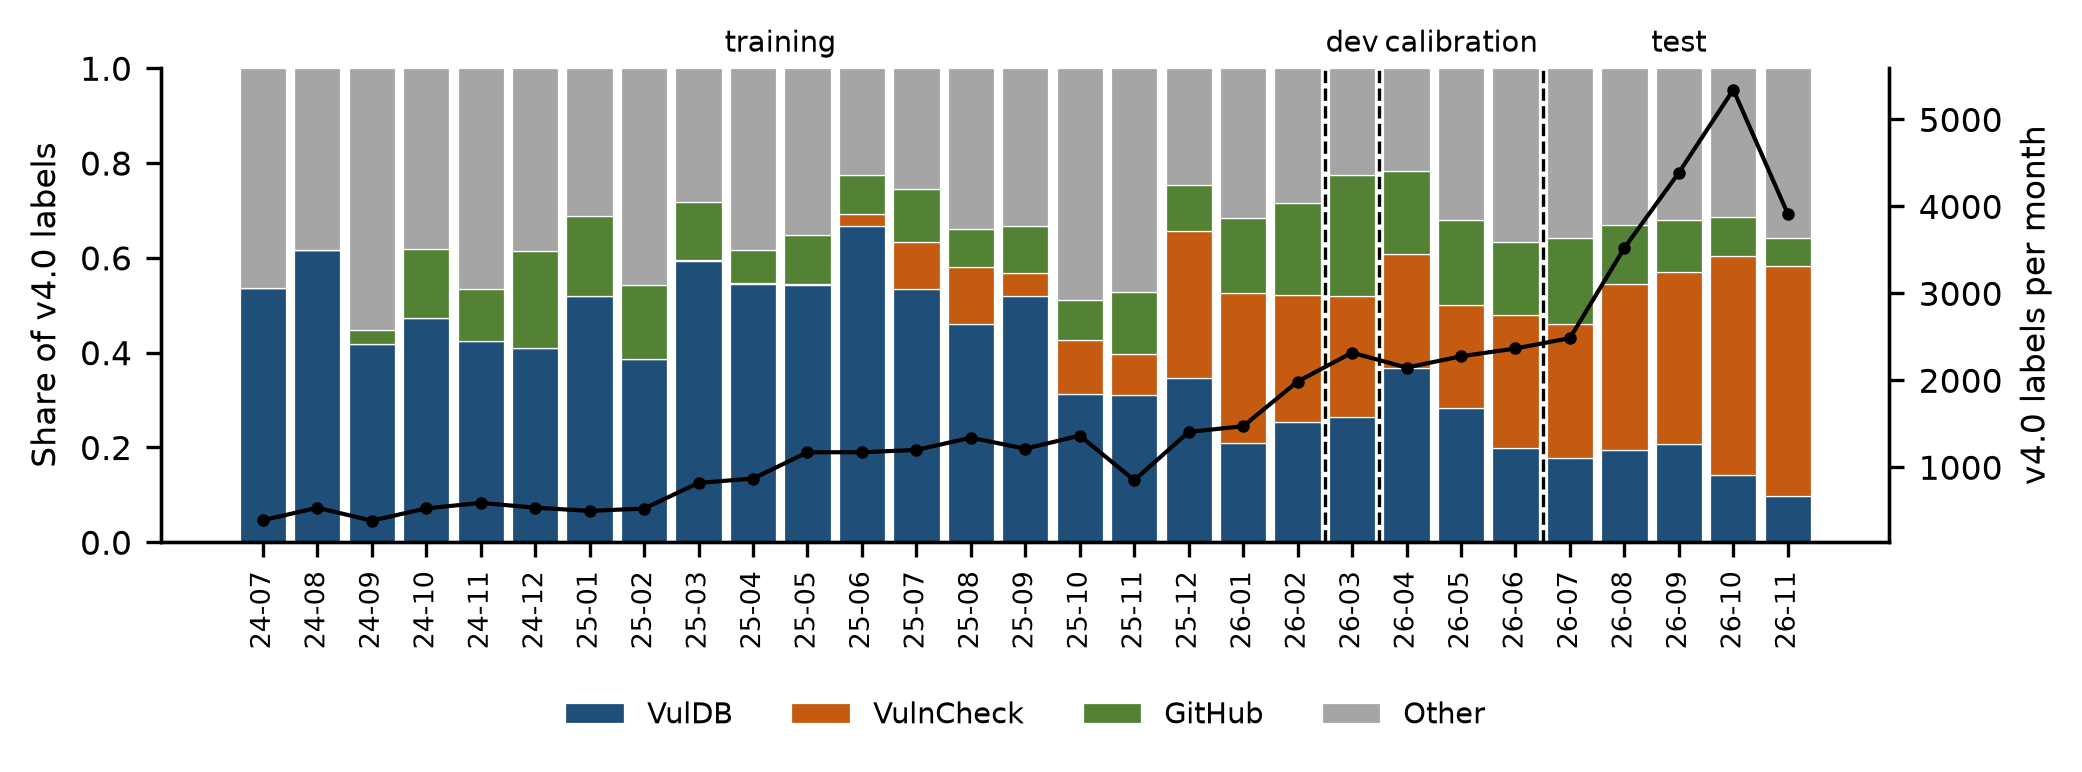 training dev calibration test
Share of v4.0 labels
1.0
0.8
0.6
0.4
0.2
0.0
5000
4000
3000
2000
1000
v4.0 labels per month
24-07 24-08 24-09 24-10 24-11 24-12 25-01 25-02 25-03 25-04 25-05 25-06 25-07 25-08 25-09 25-10 25-11 25-12 26-01 26-02 26-03 26-04 26-05 26-06 26-07 26-08 26-09 26-10 26-11
VulDB VulnCheck GitHub Other